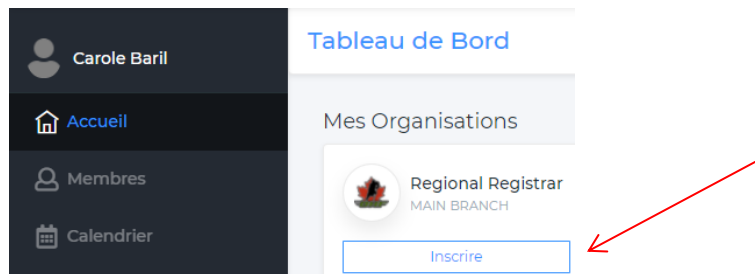 Carole Baril
Accueil
Membres
Calendrier
Tableau de Bord
Mes Organisations
Regional Registrar
MAIN BRANCH
Inscrire